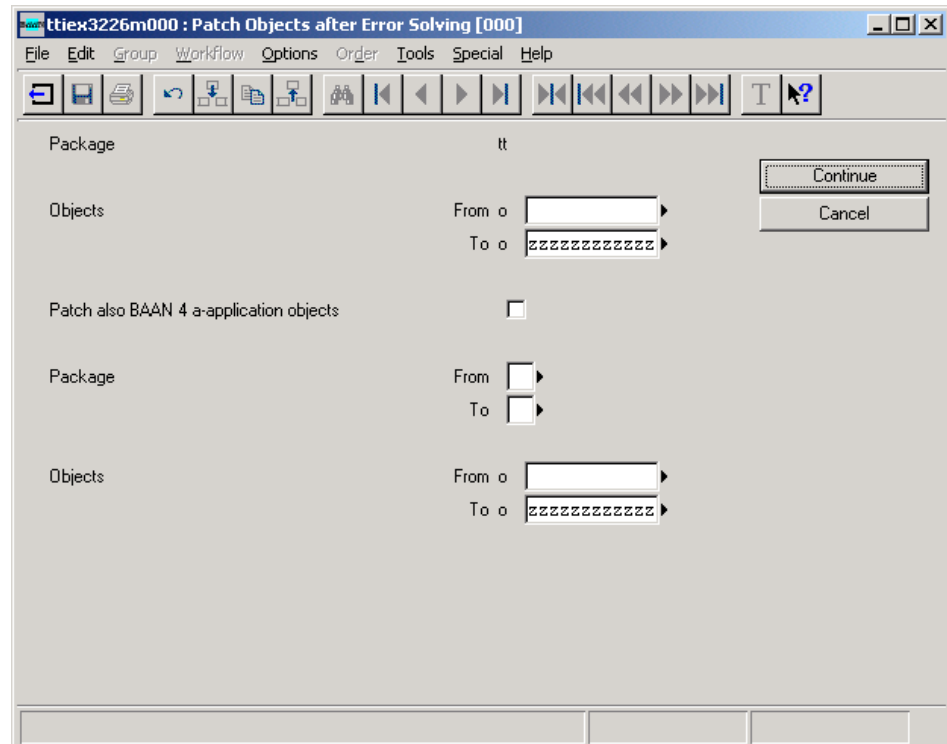 ttiex3226m000 : Patch Objects after Error Solving [000]
File Edit Group Workflow Options Order Tools Special Help
T ?
Package tt
Continue
Objects From o
Cancel
To o zzzzzzzzzzzz
Patch also BAAN 4 a-application objects
Package From
To
Objects From o
To o zzzzzzzzzzzz